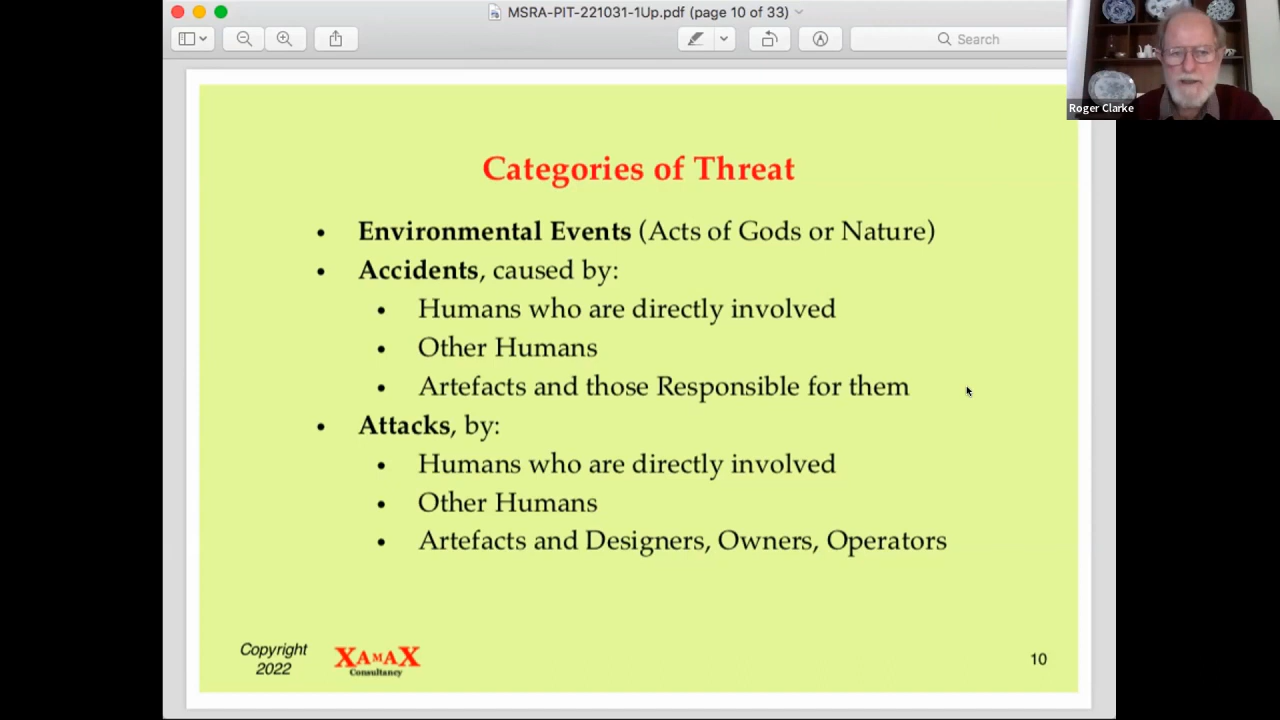 MSRA-PIT-221031-1Up.pdf (page 10 of 33)
Search
Roger Clarke
Categories of Threat
• Environmental Events (Acts of Gods or Nature)
• Accidents, caused by:
• Humans who are directly involved
• Other Humans
• Artefacts and those Responsible for them
• Attacks, by:
• Humans who are directly involved
• Other Humans
• Artefacts and Designers, Owners, Operators
Copyright
2022
XAMAX
Consultancy
10